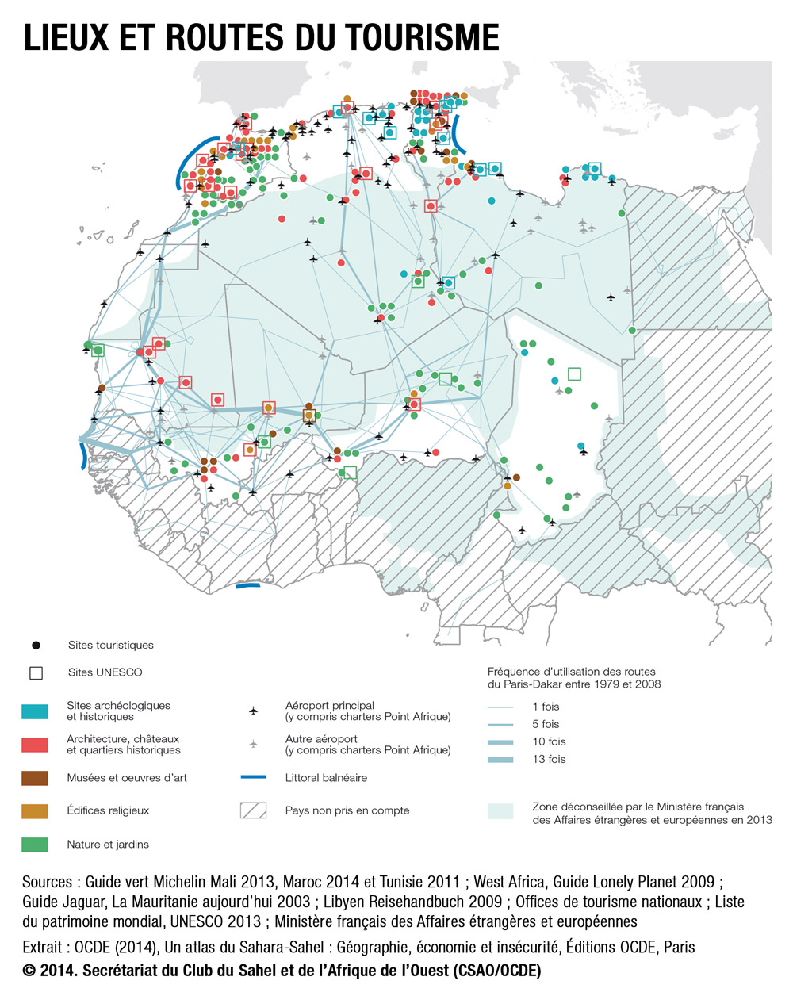 LIEUX ET ROUTES DU TOURISME
Sites touristiques
Sites UNESCO
Sites archéologiques
et historiques
Architecture, châteaux
et quartiers historiques
Musées et oeuvres d'art
Édifices religieux
Nature et jardins
Aéroport principal
(y compris charters Point Afrique)
Autre aéroport
(y compris charters Point Afrique)
Littoral balnéaire
Pays non pris en compte
Fréquence d'utilisation des routes
du Paris-Dakar entre 1979 et 2008
1 fois
5 fois
10 fois
13 fois
Zone déconseillée par le Ministère français
des Affaires étrangères et européennes en 2013
Sources : Guide vert Michelin Mali 2013, Maroc 2014 et Tunisie 2011 ; West Africa, Guide Lonely Planet 2009 ;
Guide Jaguar, La Mauritanie aujourd'hui 2003 ; Libyen Reisehandbuch 2009 ; Offices de tourisme nationaux ; Liste
du patrimoine mondial, UNESCO 2013 ; Ministère français des Affaires étrangères et européennes
Extrait : OCDE (2014), Un atlas du Sahara-Sahel : Géographie, économie et insécurité, Éditions OCDE, Paris
© 2014. Secrétariat du Club du Sahel et de l'Afrique de l'Ouest (CSAO/OCDE)